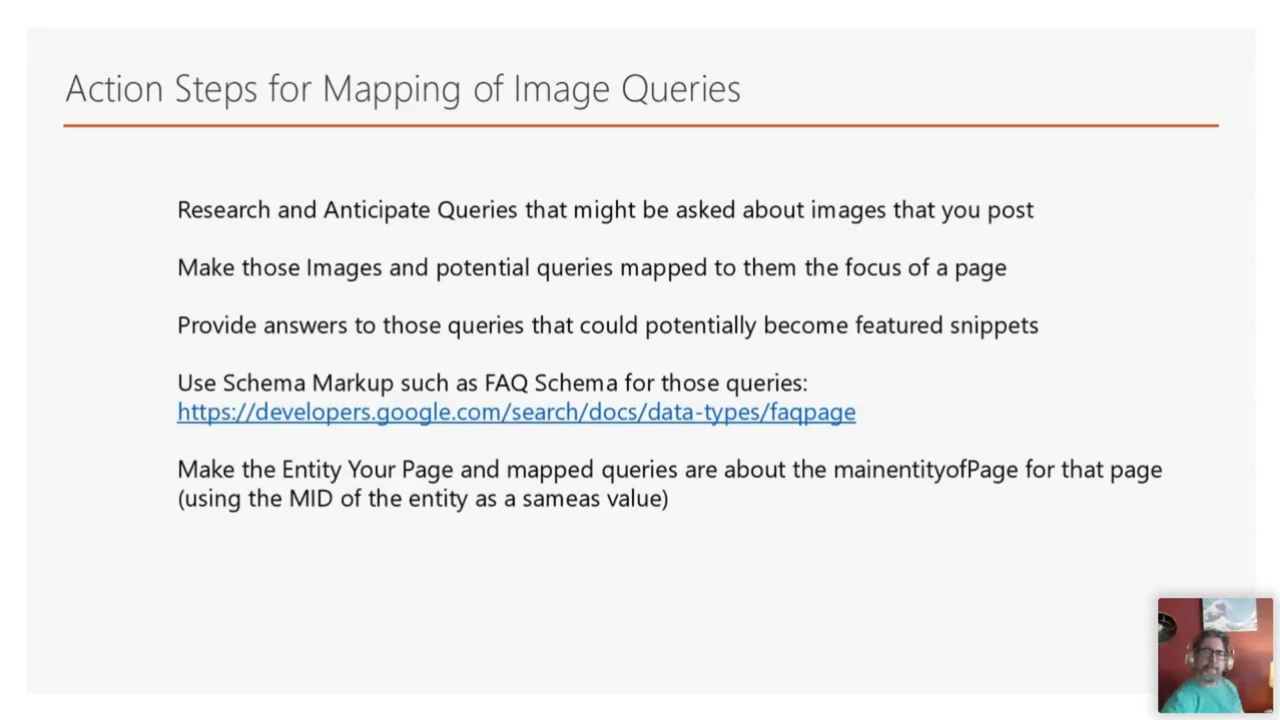 Action Steps for Mapping of Image Queries
Research and Anticipate Queries that might be asked about images that you post
Make those Images and potential queries mapped to them the focus of a page
Provide answers to those queries that could potentially become featured snippets
Use Schema Markup such as FAQ Schema for those queries:
https://developers.google.com/search/docs/data-types/faqpage
Make the Entity Your Page and mapped queries are about the mainentityofPage for that page
(using the MID of the entity as a sameas value)